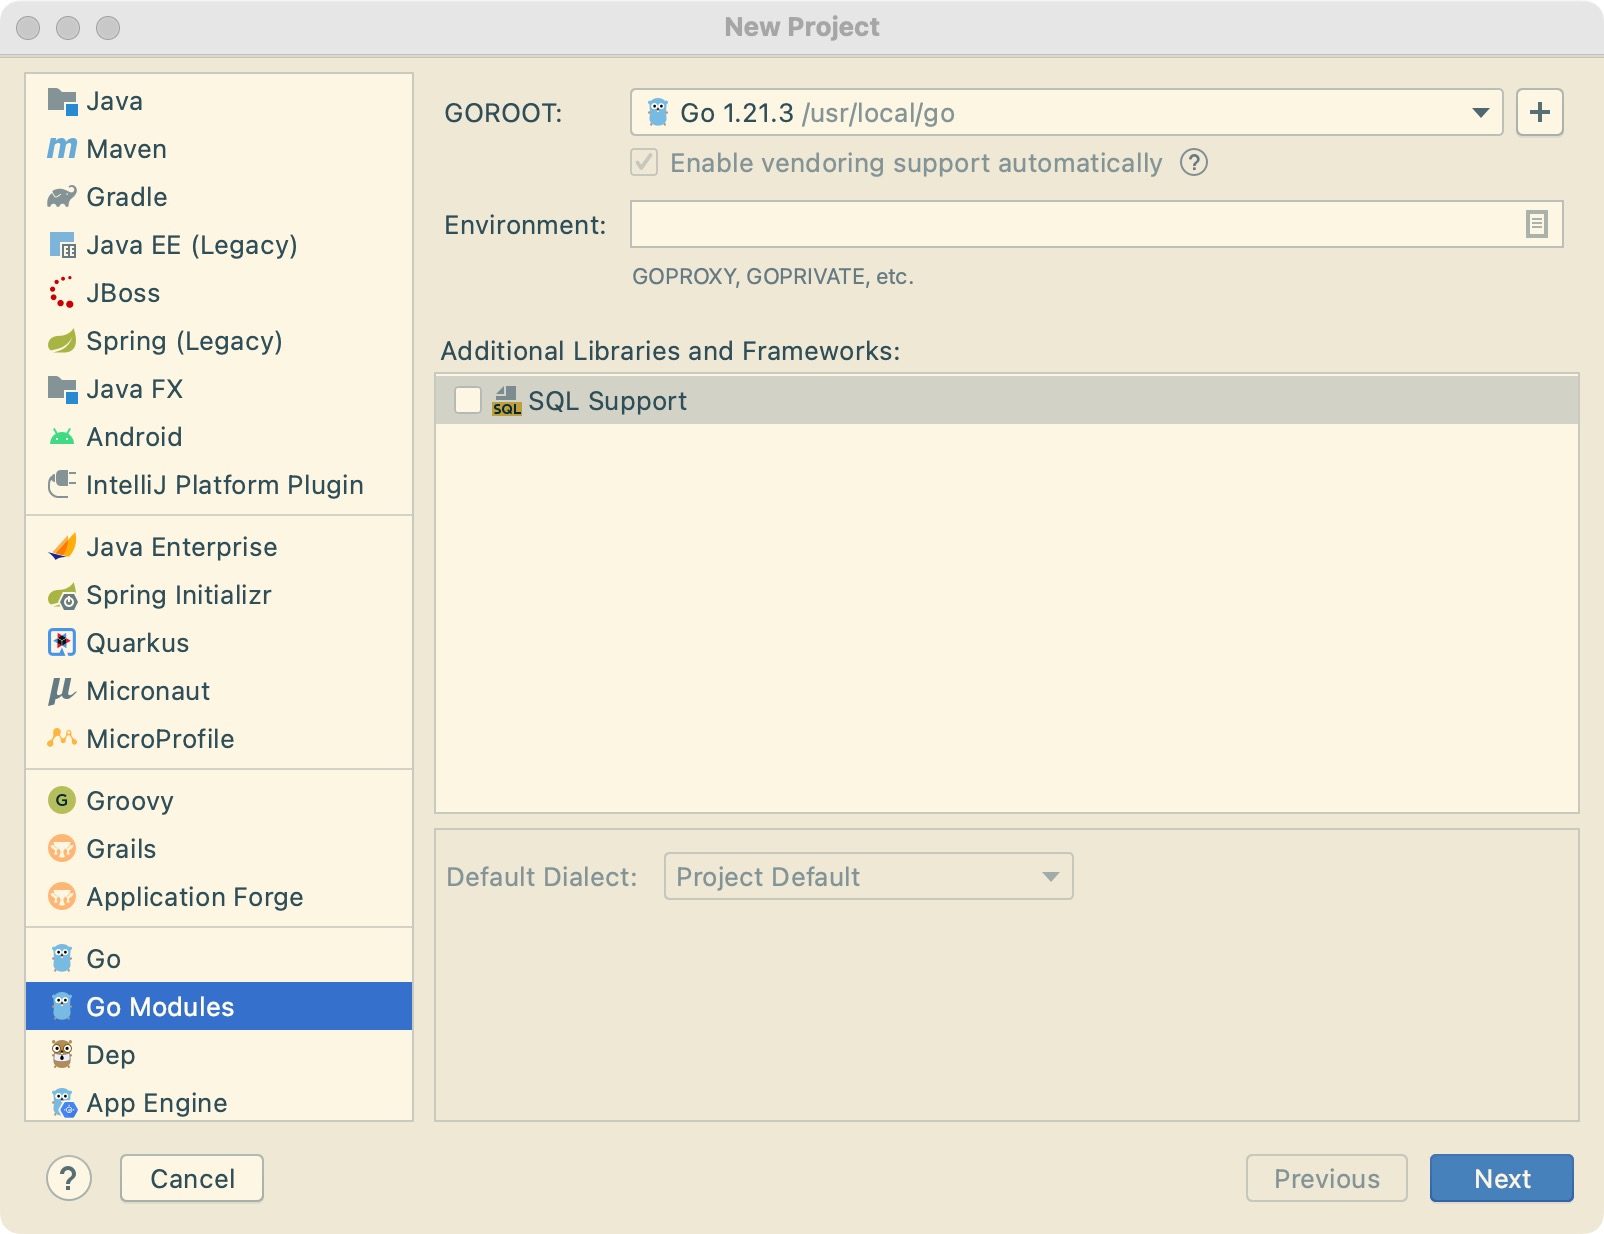 New Project
Java
Maven
Gradle
Java EE (Legacy)
JBoss
Spring (Legacy)
Java FX
Android
IntelliJ Platform Plugin
Java Enterprise
Spring Initializr
Quarkus
Micronaut
MicroProfile
Groovy
Grails
Application Forge
Go
Go Modules
Dep
App Engine
GOROOT: Go 1.21.3 /usr/local/go
Enable vendoring support automatically ?
Environment:
GOPROXY, GOPRIVATE, etc.
Additional Libraries and Frameworks:
SQL SQL Support
Default Dialect: Project Default
? Cancel Previous Next